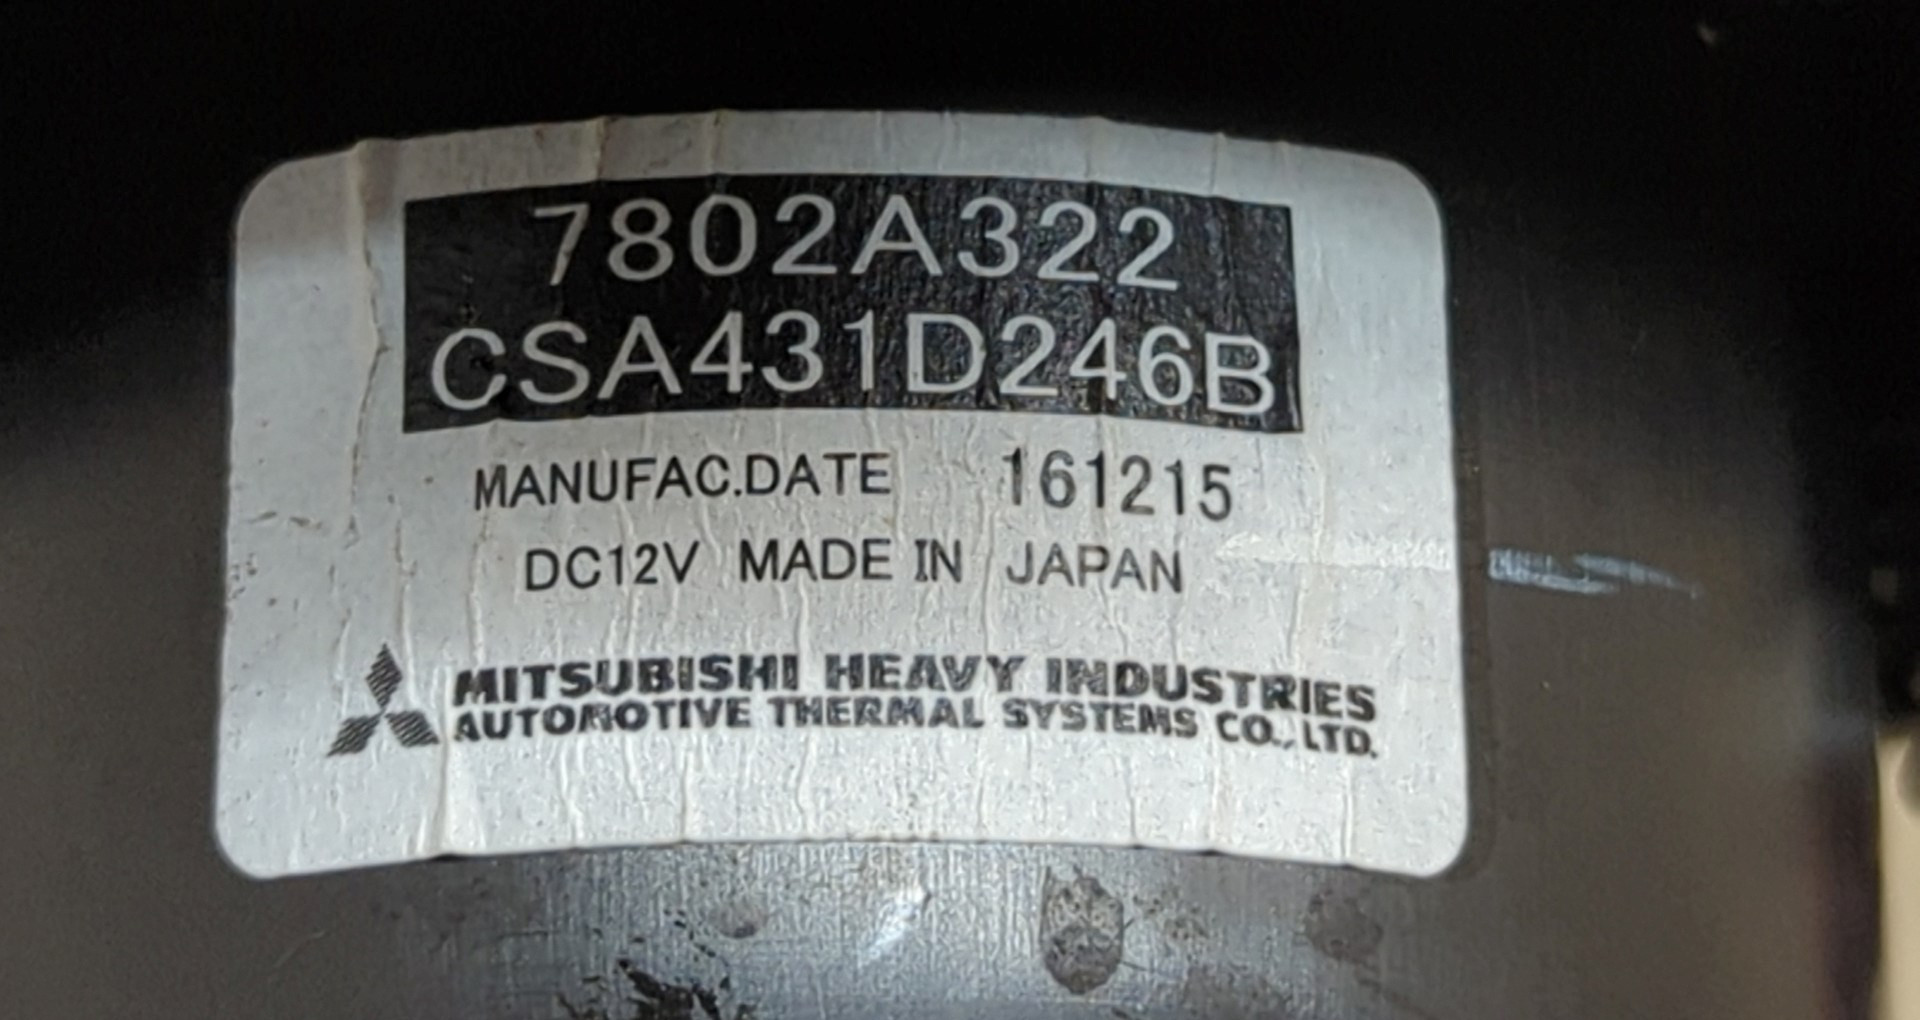 7802A322
CSA431D246B
MANUFAC.DATE 161215
DC12V MADE IN JAPAN
MITSUBISHI HEAVY INDUSTRIES
AUTOMOTIVE THERMAL SYSTEMS CO., LTD.